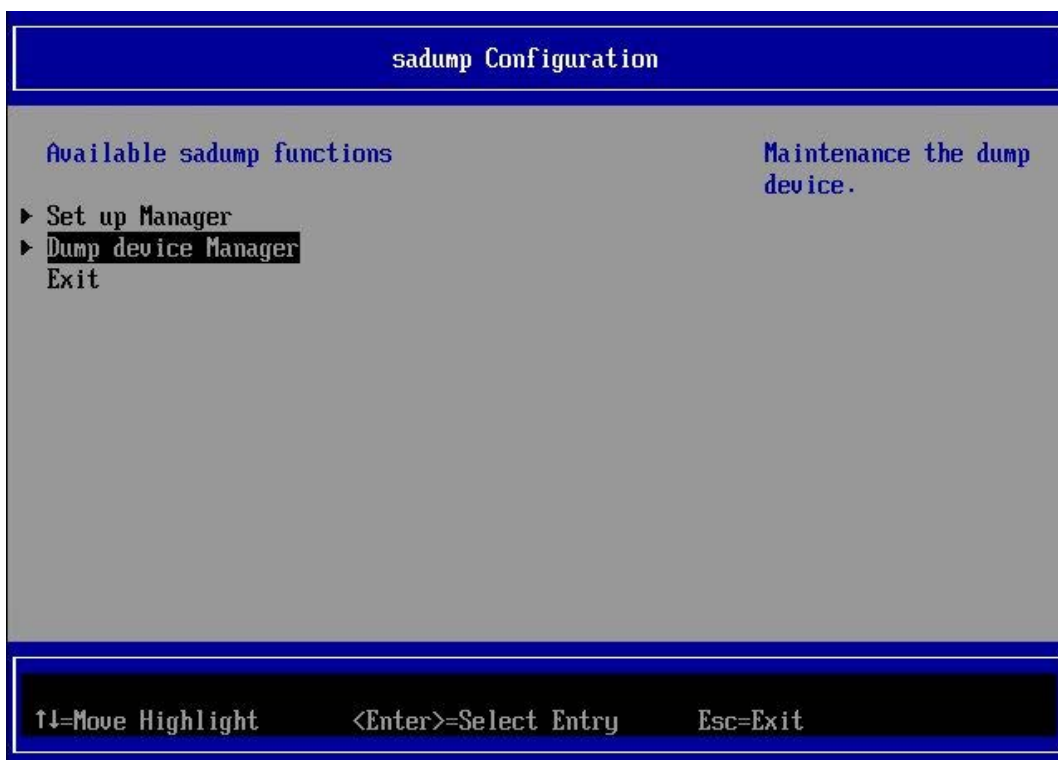 sadump Configuration
Available sadump functions
Maintenance the dump
device.
▶ Set up Manager
▶ Dump device Manager
Exit
↑↓=Move Highlight <Enter>=Select Entry Esc=Exit